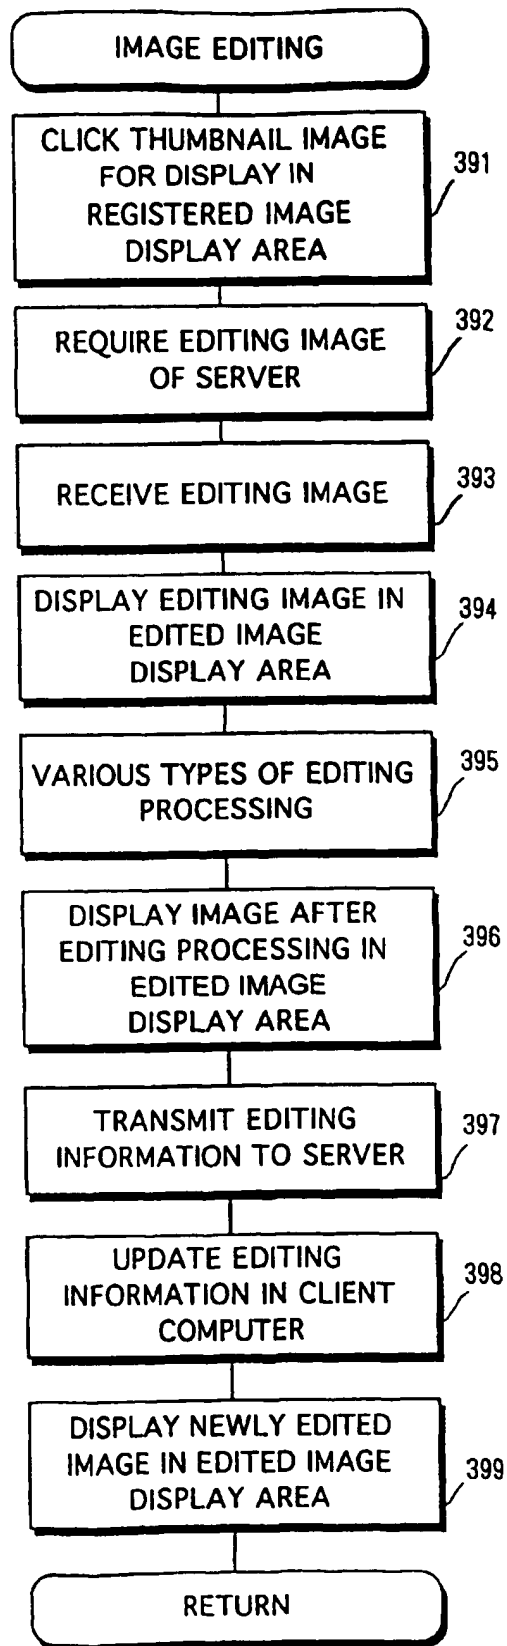 IMAGE EDITING
CLICK THUMBNAIL IMAGE
FOR DISPLAY IN
REGISTERED IMAGE
DISPLAY AREA
391
REQUIRE EDITING IMAGE
OF SERVER
392
RECEIVE EDITING IMAGE
393
DISPLAY EDITING IMAGE IN
EDITED IMAGE
DISPLAY AREA
394
VARIOUS TYPES OF EDITING
PROCESSING
395
DISPLAY IMAGE AFTER
EDITING PROCESSING IN
EDITED IMAGE
DISPLAY AREA
396
TRANSMIT EDITING
INFORMATION TO SERVER
397
UPDATE EDITING
INFORMATION IN CLIENT
COMPUTER
398
DISPLAY NEWLY EDITED
IMAGE IN EDITED IMAGE
DISPLAY AREA
399
RETURN